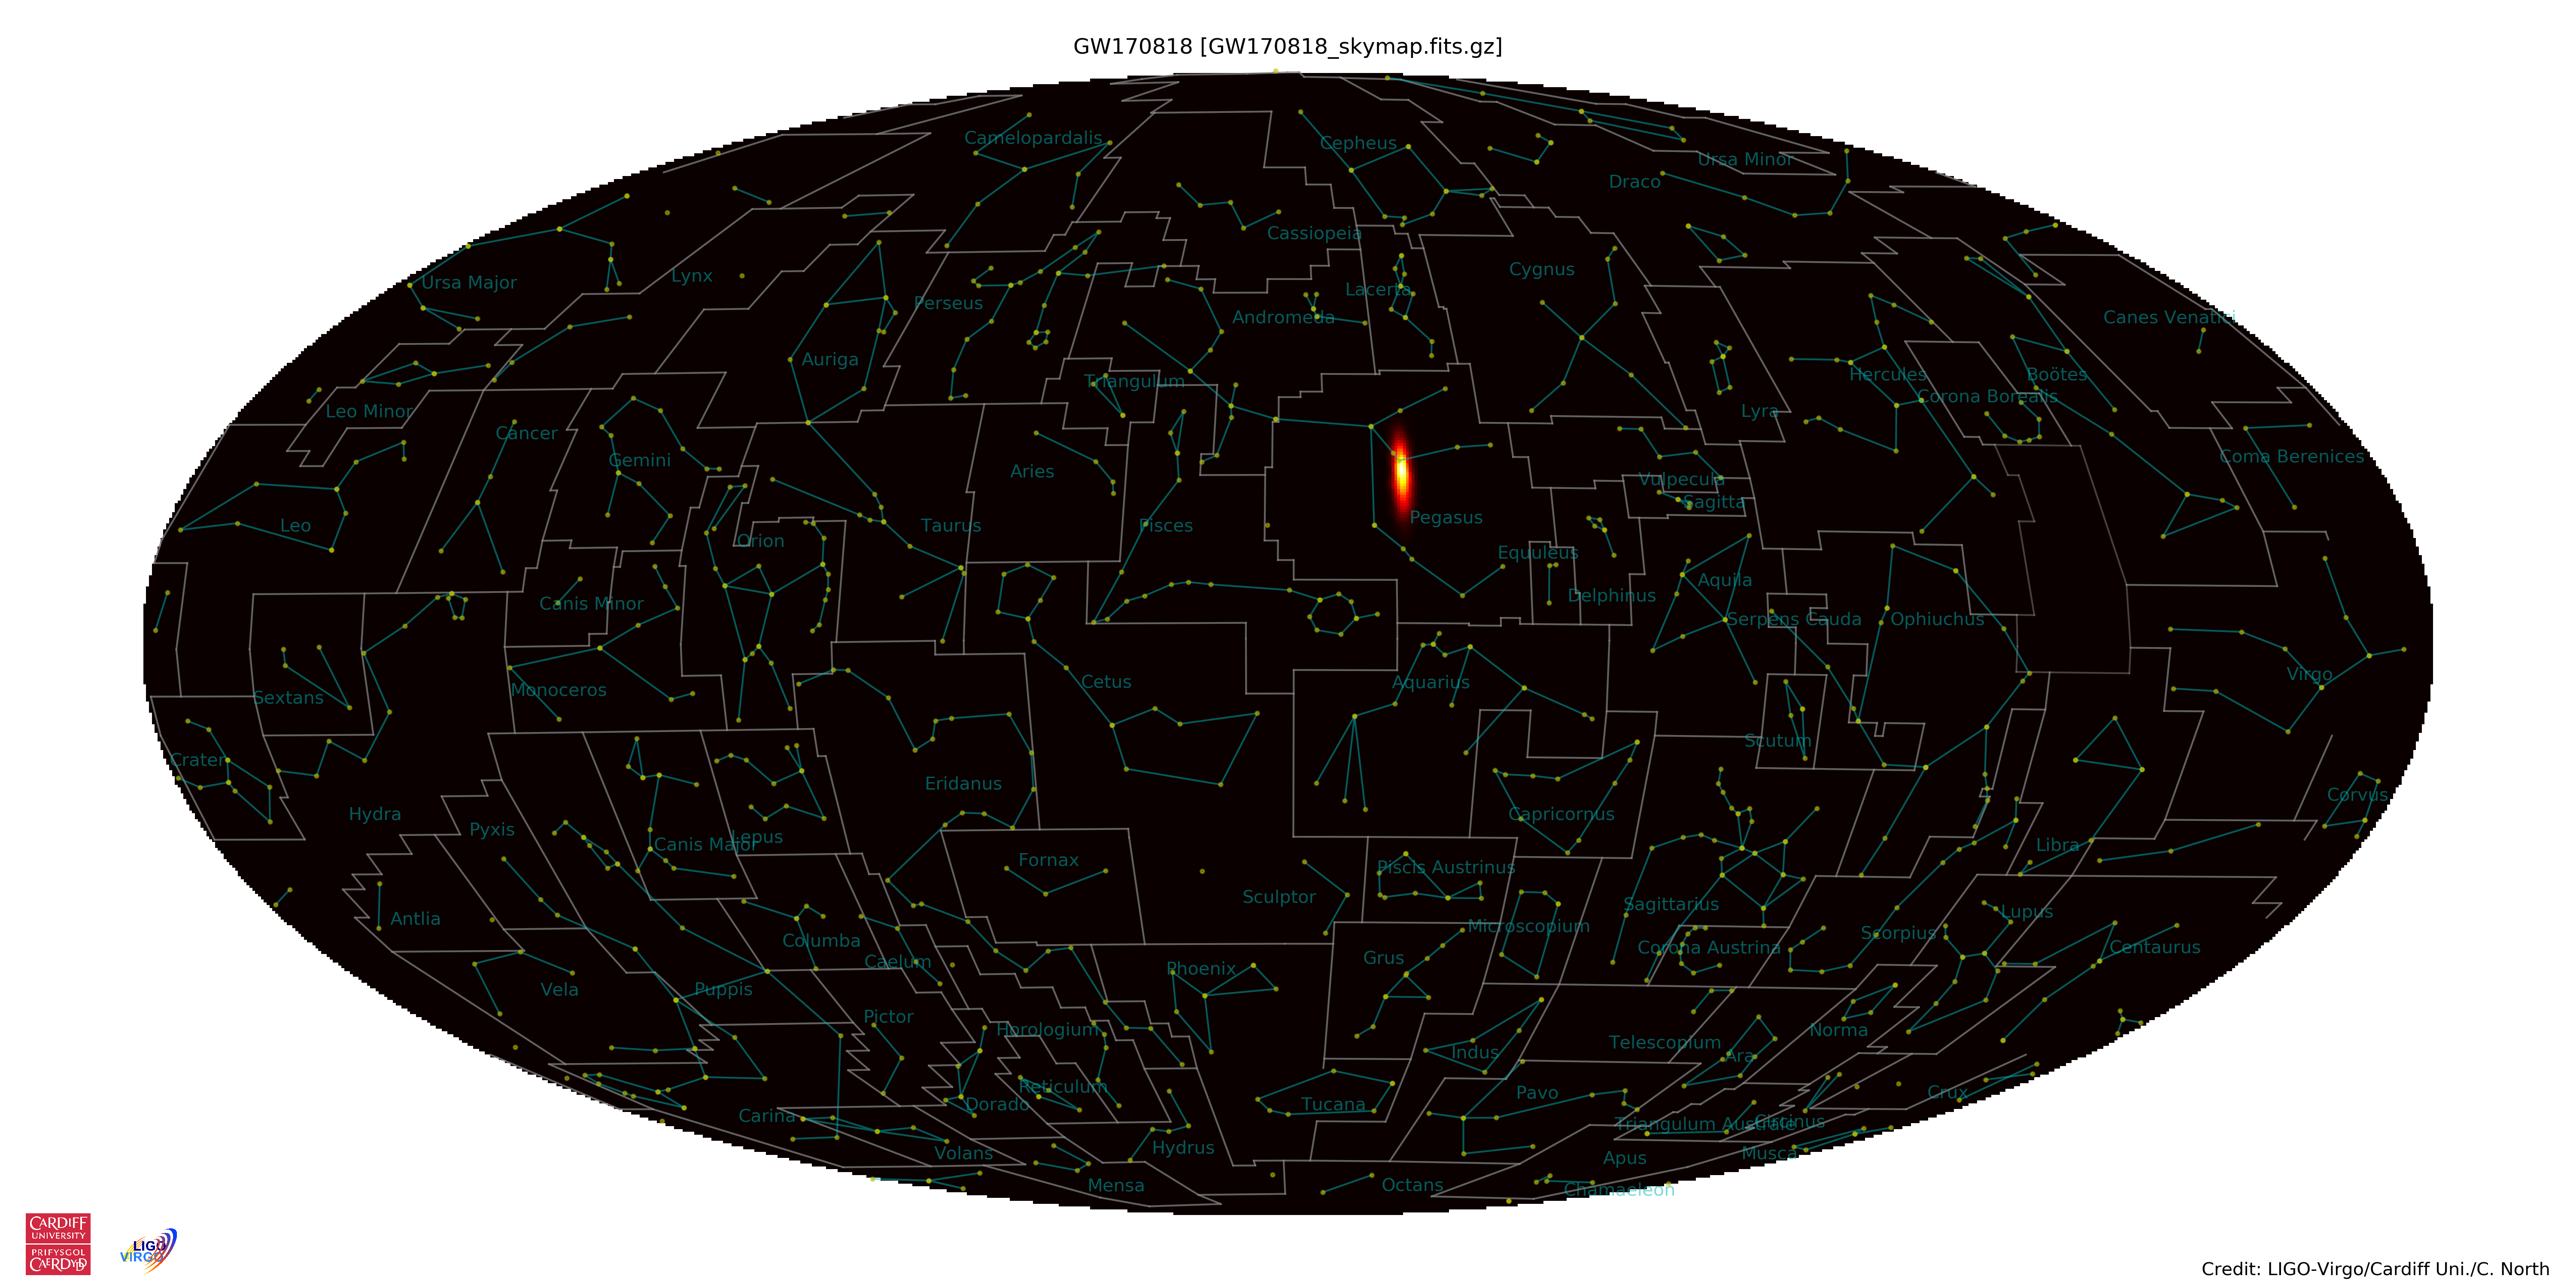 GW170818 [GW170818_skymap.fits.gz]
Camelopardalis
Cepheus
Ursa Minor
Draco
Cassiopeia
Ursa Major
Lynx
Perseus
Andromeda
Lacerta
Cygnus
Canes Venatici
Auriga
Triangulum
Hercules
Boötes
Corona Borealis
Leo Minor
Lyra
Cancer
Gemini
Aries
Coma Berenices
Vulpecula
Sagitta
Leo
Orion
Taurus
Pisces
Pegasus
Equuleus
Canis Minor
Delphinus
Aquila
Serpens Cauda
Ophiuchus
Sextans
Monoceros
Cetus
Aquarius
Virgo
Crater
Scutum
Hydra
Pyxis
Eridanus
Capricornus
Corvus
Canis Major
Lepus
Fornax
Piscis Austrinus
Libra
Antlia
Columba
Sculptor
Microscopium
Sagittarius
Lupus
Caelum
Phoenix
Grus
Corona Austrina
Scorpius
Centaurus
Vela
Puppis
Pictor
Horologium
Indus
Telescopium
Ara
Norma
Carina
Dorado
Reticulum
Tucana
Pavo
Triangulum Australe
Circinus
Crux
Volans
Hydrus
Apus
Musca
Mensa
Octans
Chamaeleon
CARDIFF
UNIVERSITY
PRIFYSGOL
CAERDYDD
LIGO
VIRGO
Credit: LIGO-Virgo/Cardiff Uni./C. North